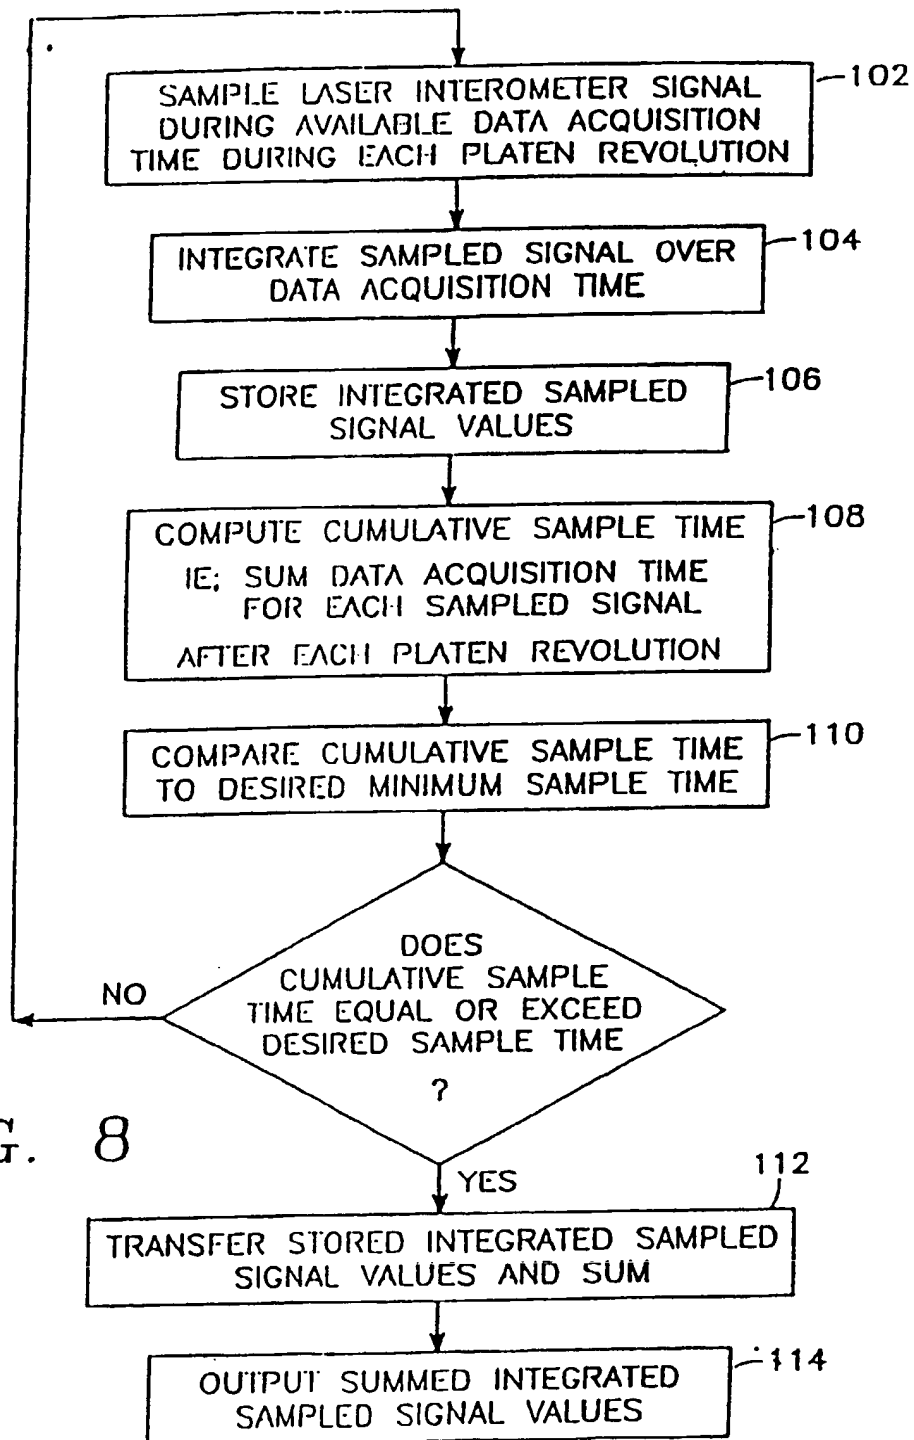 SAMPLE LASER INTEROMETER SIGNAL
DURING AVAILABLE DATA ACQUISITION
TIME DURING EACH PLATEN REVOLUTION
102
INTEGRATE SAMPLED SIGNAL OVER
DATA ACQUISITION TIME
104
STORE INTEGRATED SAMPLED
SIGNAL VALUES
106
COMPUTE CUMULATIVE SAMPLE TIME
IE; SUM DATA ACQUISITION TIME
FOR EACH SAMPLED SIGNAL
AFTER EACH PLATEN REVOLUTION
108
COMPARE CUMULATIVE SAMPLE TIME
TO DESIRED MINIMUM SAMPLE TIME
110
DOES
CUMULATIVE SAMPLE
TIME EQUAL OR EXCEED
DESIRED SAMPLE TIME
?
NO
G. 8
YES
112
TRANSFER STORED INTEGRATED SAMPLED
SIGNAL VALUES AND SUM
OUTPUT SUMMED INTEGRATED
SAMPLED SIGNAL VALUES
114